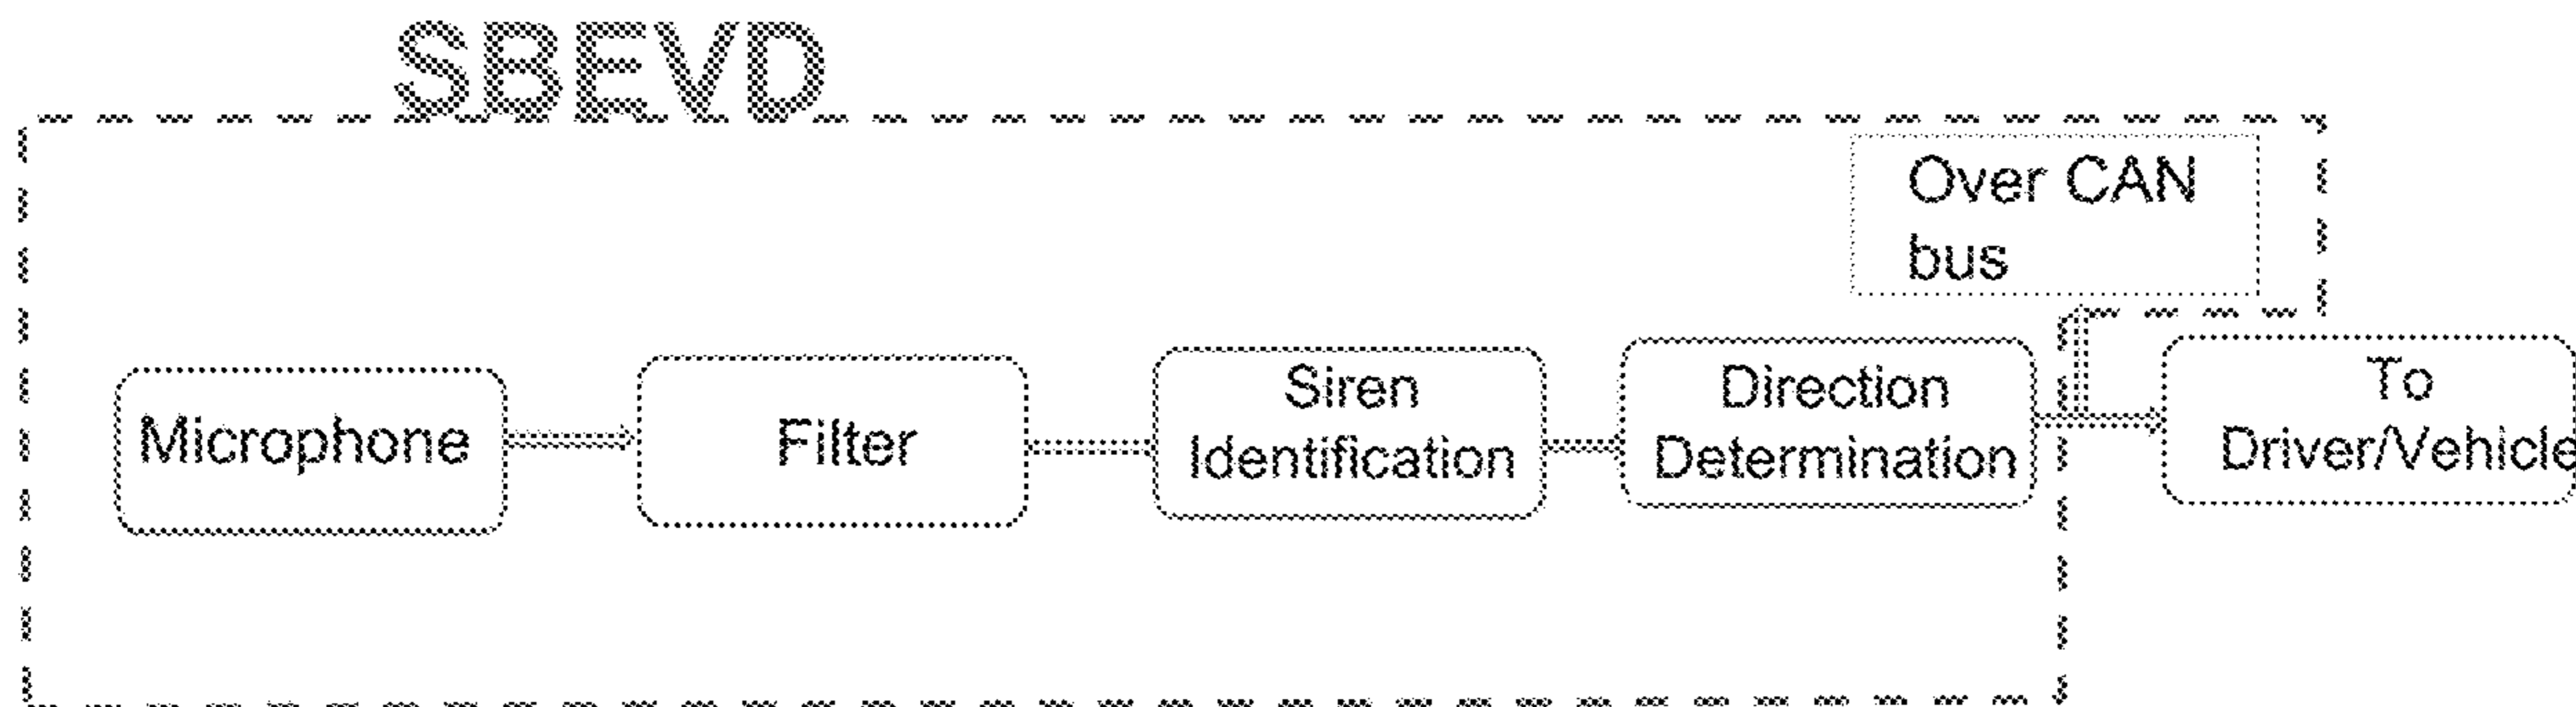 SBEVD
Over CAN
bus
Microphone
Filter
Siren
Identification
Direction
Determination
To
Driver/Vehicle